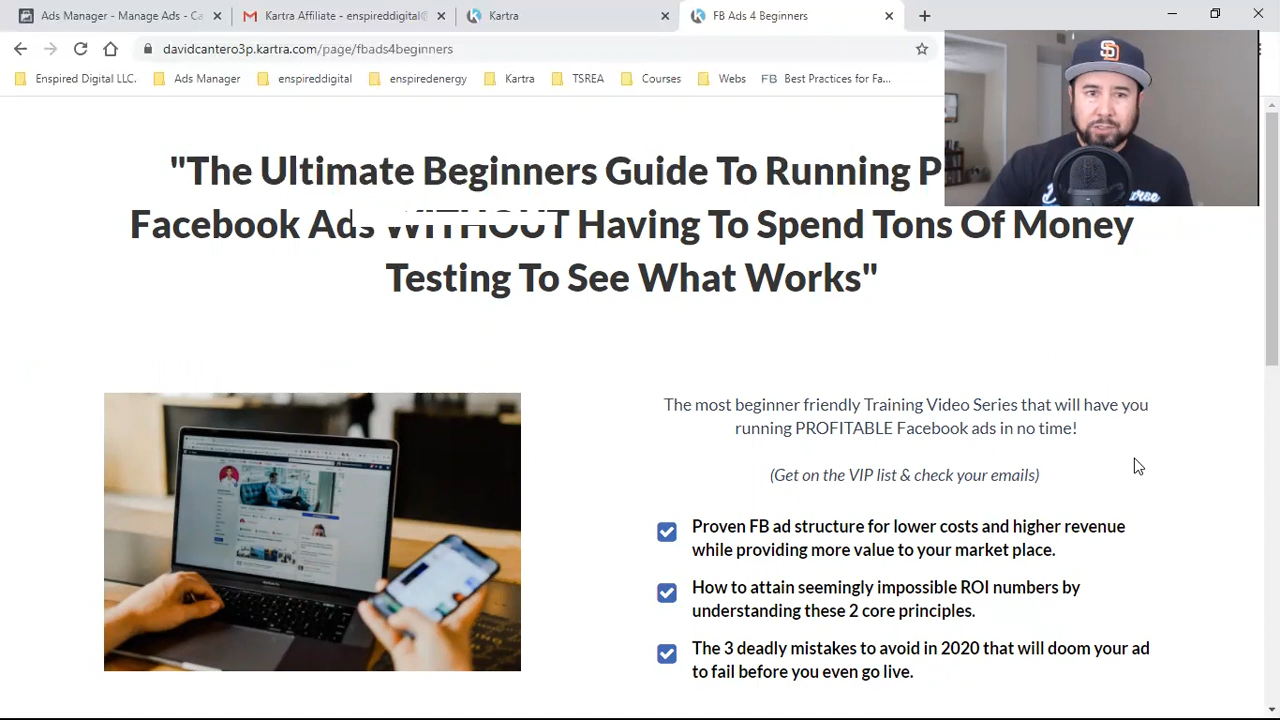 Ads Manager - Manage Ads - Ca
Kartra Affiliate - enspireddigital@
Kartra
FB Ads 4 Beginners
davidcantero3p.kartra.com/page/fbads4beginners
Enspired Digital LLC.
Ads Manager
enspireddigital
enspiredenergy
Kartra
TSREA
Courses
Webs
FB Best Practices for Fa...
SD
"The Ultimate Beginners Guide To Running P
Facebook Ads WITHOUT Having To Spend Tons Of Money
Testing To See What Works"
The most beginner friendly Training Video Series that will have you
running PROFITABLE Facebook ads in no time!
(Get on the VIP list & check your emails)
Proven FB ad structure for lower costs and higher revenue
while providing more value to your market place.
How to attain seemingly impossible ROI numbers by
understanding these 2 core principles.
The 3 deadly mistakes to avoid in 2020 that will doom your ad
to fail before you even go live.